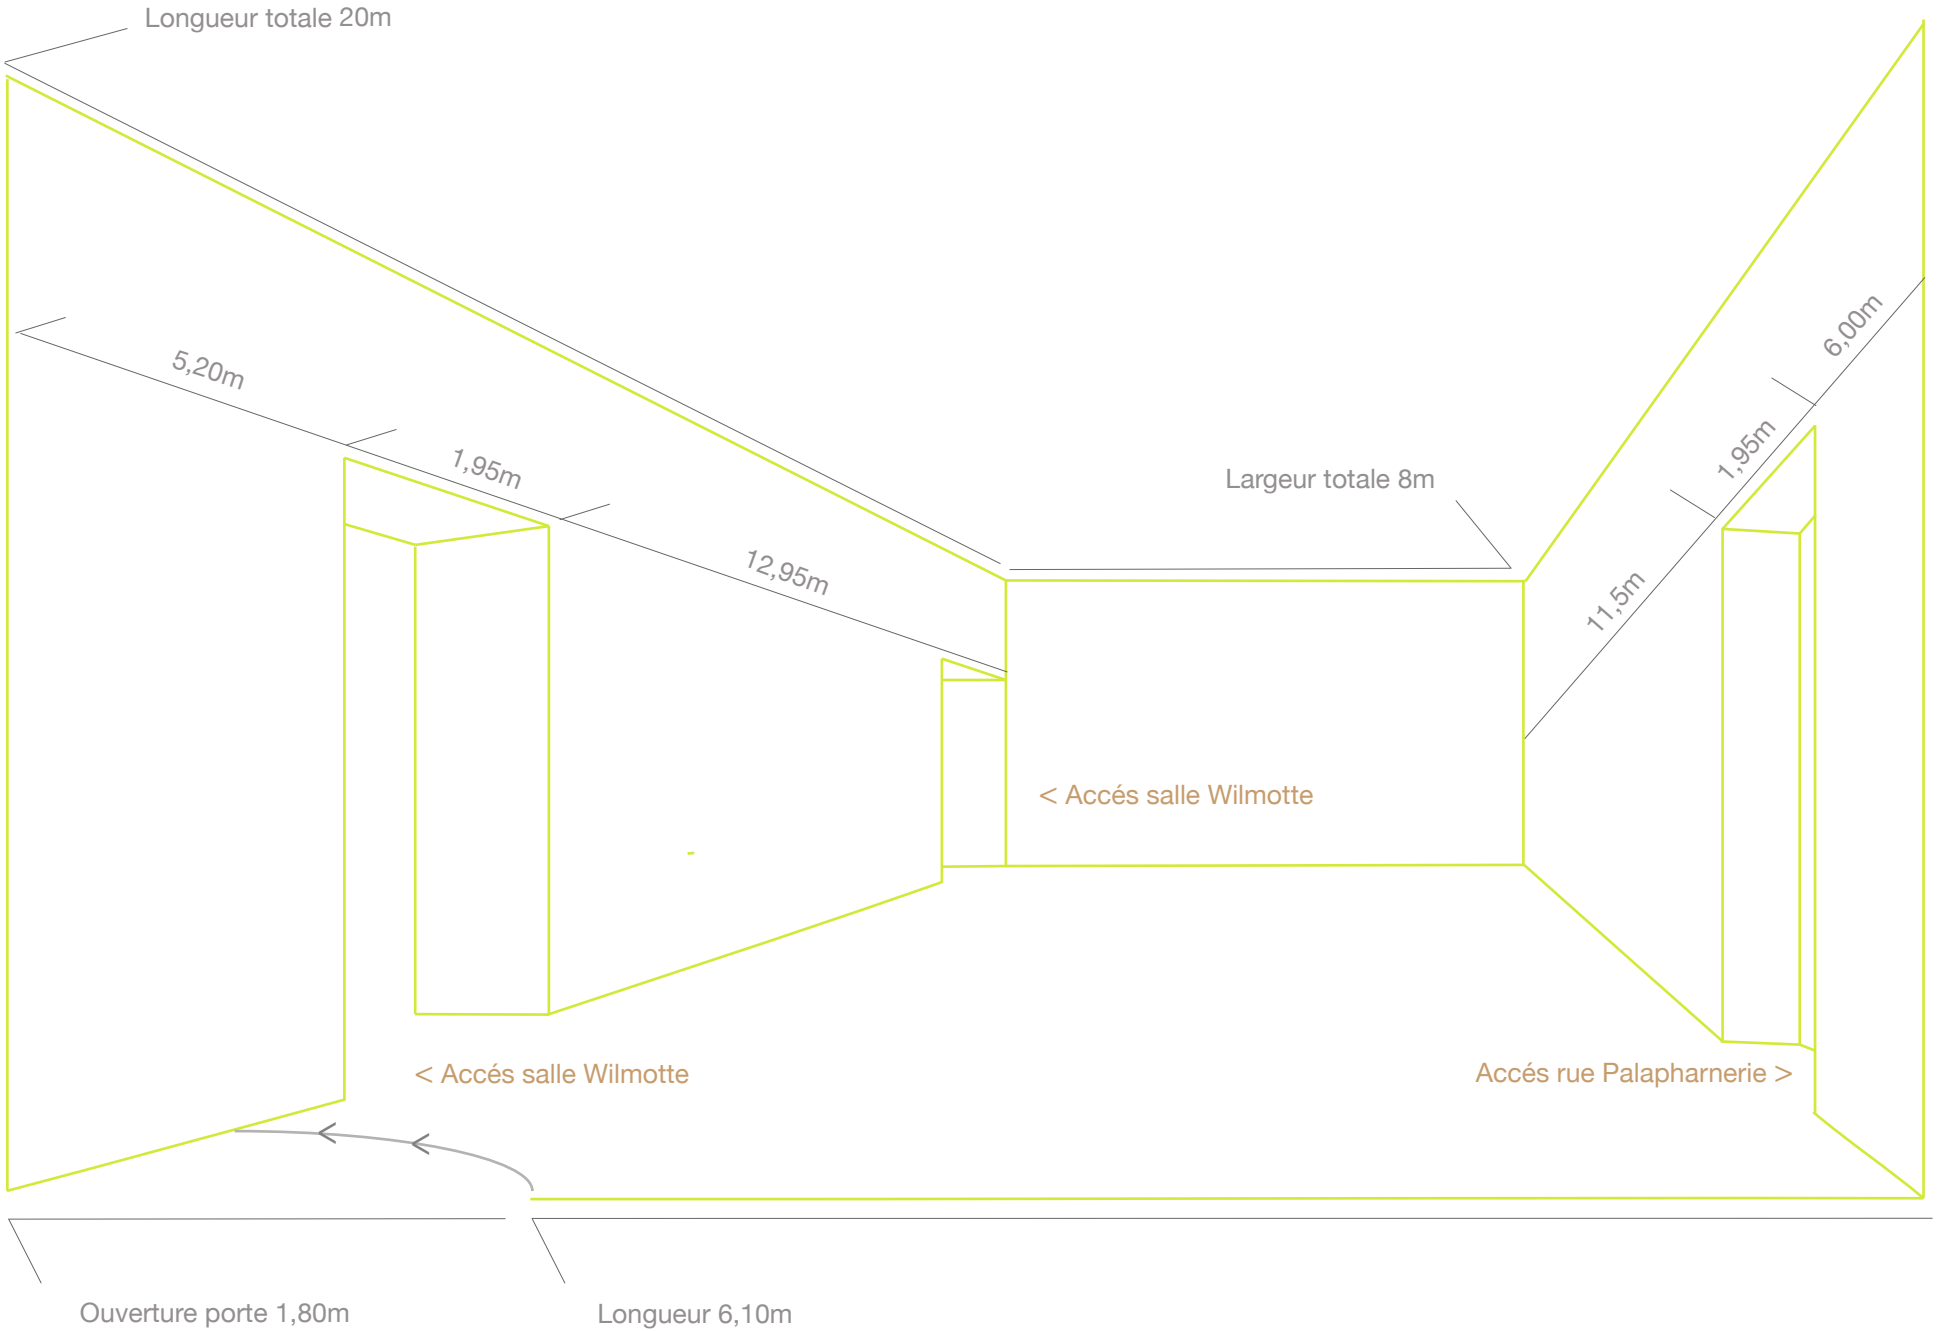 Longueur totale 20m
5,20m
1,95m
12,95m
Largeur totale 8m
6,00m
1,95m
11,5m
< Accés salle Wilmotte
< Accés salle Wilmotte
Accés rue Palapharnerie >
Ouverture porte 1,80m
Longueur 6,10m